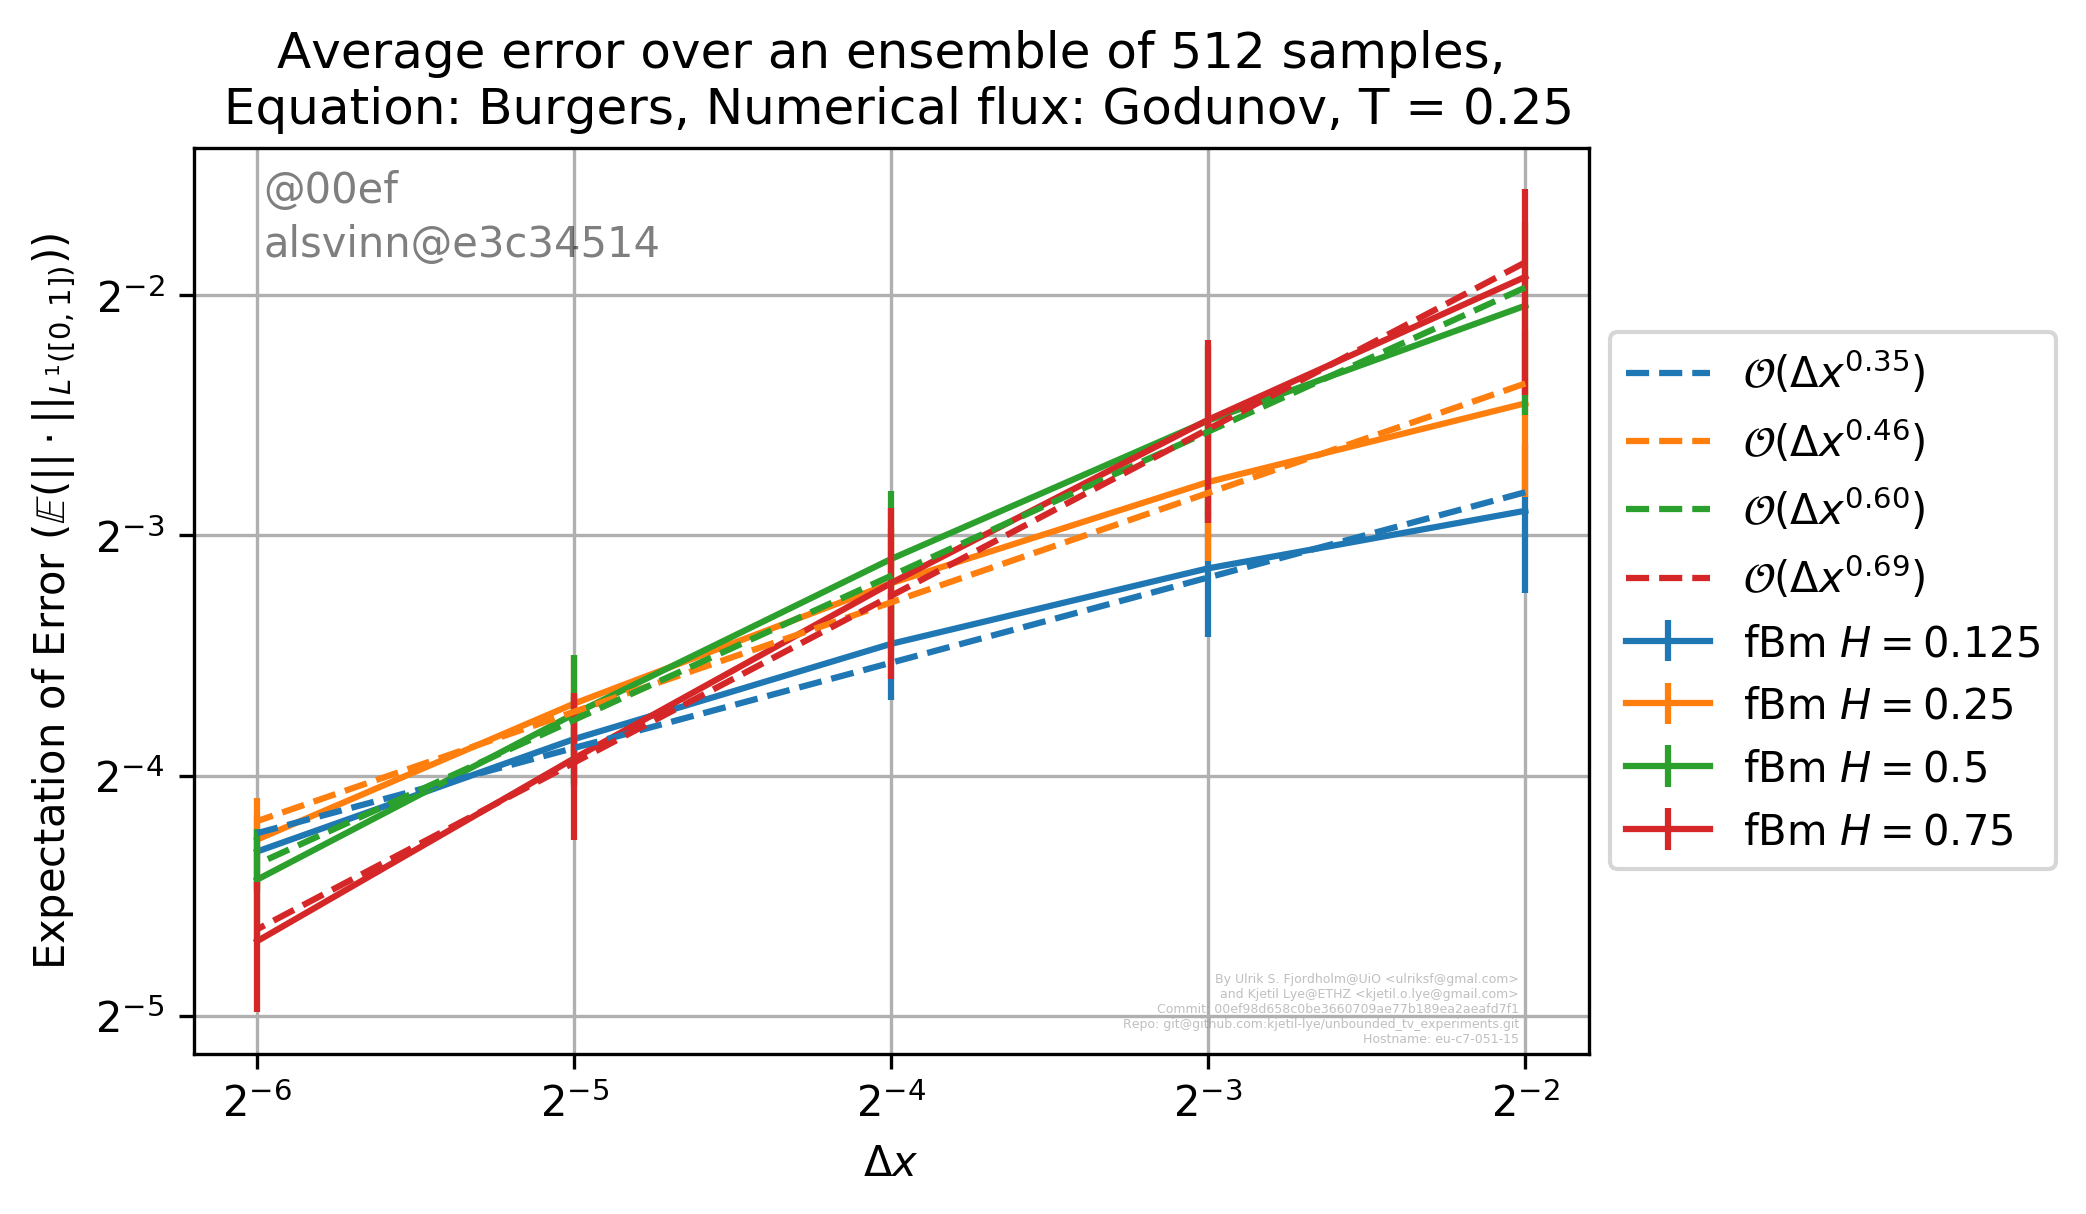 Average error over an ensemble of 512 samples,
Equation: Burgers, Numerical flux: Godunov, T = 0.25
@00ef
alsvinn@e3c34514
Expectation of Error (𝔼(||·||_{L^1([0,1])}))
2^{-2}
2^{-3}
2^{-4}
2^{-5}
2^{-6}
2^{-5}
2^{-4}
2^{-3}
2^{-2}
Δx
𝒪(Δx^{0.35})
𝒪(Δx^{0.46})
𝒪(Δx^{0.60})
𝒪(Δx^{0.69})
fBm H = 0.125
fBm H = 0.25
fBm H = 0.5
fBm H = 0.75
By Ulrik S. Fjordholm@UiO <ulriksf@gmal.com>
and Kjetil Lye@ETHZ <kjetil.o.lye@gmail.com>
Commit: 00ef98d658c0be3660709ae77b189ea2aeafd7f1
Repo: git@github.com:kjetil-lye/unbounded_tv_experiments.git
Hostname: eu-c7-051-15